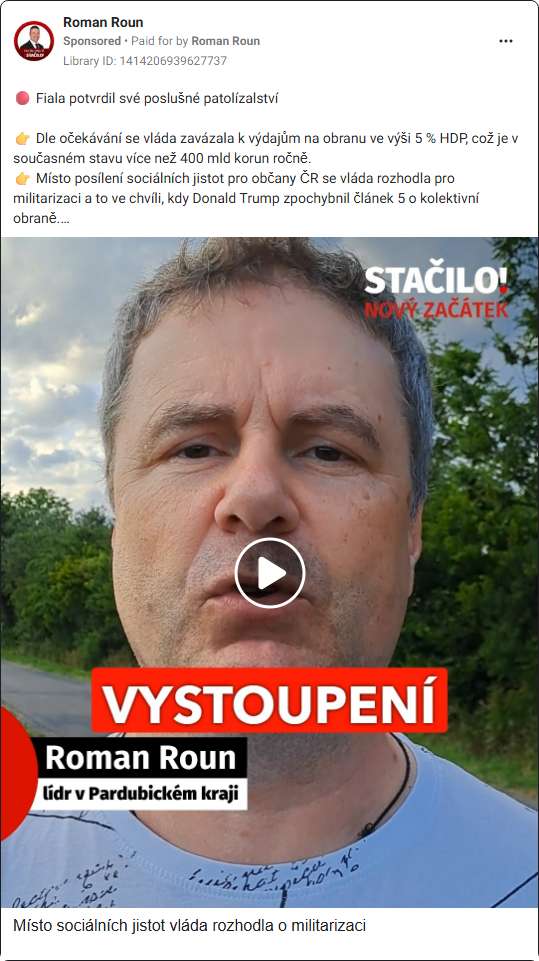 Roman Roun
Sponsored • Paid for by Roman Roun
Library ID: 1414206939627737
Fiala potvrdil své poslušné patolízalství
👉 Dle očekávání se vláda zavázala k výdajům na obranu ve výši 5 % HDP, což je v
současném stavu více než 400 mld korun ročně.
👉 Místo posílení sociálních jistot pro občany ČR se vláda rozhodla pro
militarizaci a to ve chvíli, kdy Donald Trump zpochybnil článek 5 o kolektivní
obraně....
STAČILO!
NOVÝ ZAČÁTEK
VYSTOUPENÍ
Roman Roun
lídr v Pardubickém kraji
Místo sociálních jistot vláda rozhodla o militarizaci